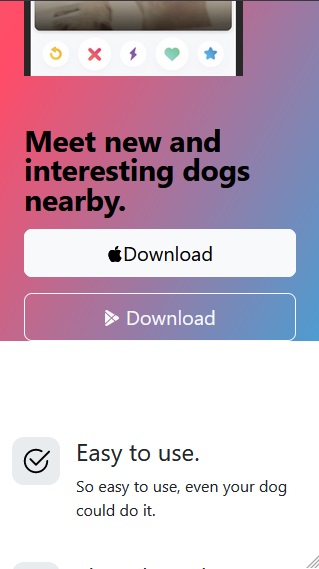 Meet new and
interesting dogs
nearby.
Download
Download
Easy to use.
So easy to use, even your dog
could do it.